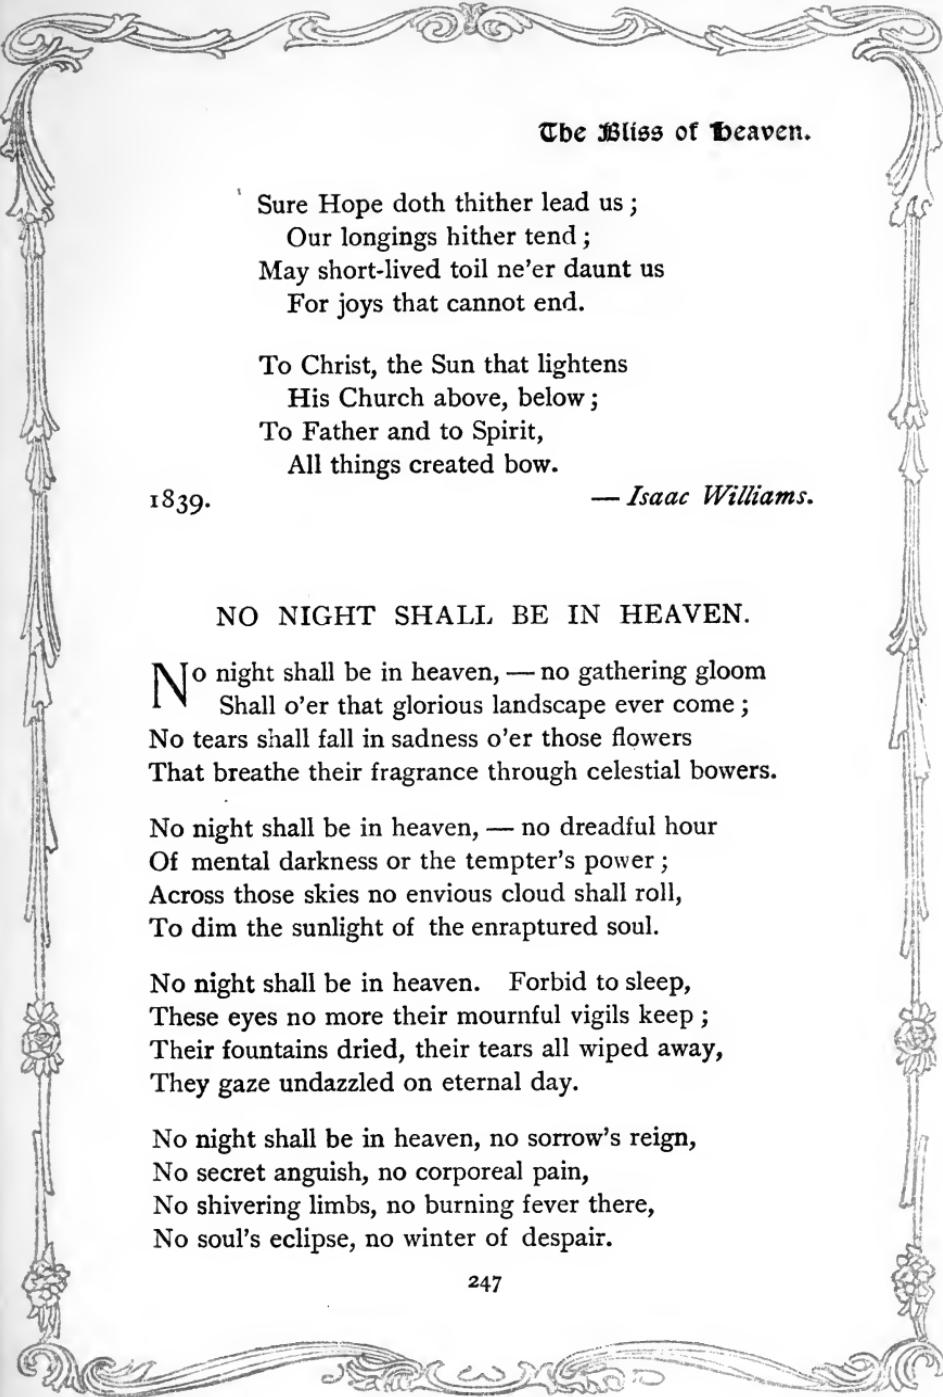 The Bliss of Heaven.
Sure Hope doth thither lead us;
Our longings hither tend;
May short-lived toil ne'er daunt us
For joys that cannot end.
To Christ, the Sun that lightens
His Church above, below;
To Father and to Spirit,
All things created bow.
1839. — Isaac Williams.
NO NIGHT SHALL BE IN HEAVEN.
No night shall be in heaven, — no gathering gloom
Shall o'er that glorious landscape ever come;
No tears shall fall in sadness o'er those flowers
That breathe their fragrance through celestial bowers.
No night shall be in heaven, — no dreadful hour
Of mental darkness or the tempter's power;
Across those skies no envious cloud shall roll,
To dim the sunlight of the enraptured soul.
No night shall be in heaven. Forbid to sleep,
These eyes no more their mournful vigils keep;
Their fountains dried, their tears all wiped away,
They gaze undazzled on eternal day.
No night shall be in heaven, no sorrow's reign,
No secret anguish, no corporeal pain,
No shivering limbs, no burning fever there,
No soul's eclipse, no winter of despair.
247